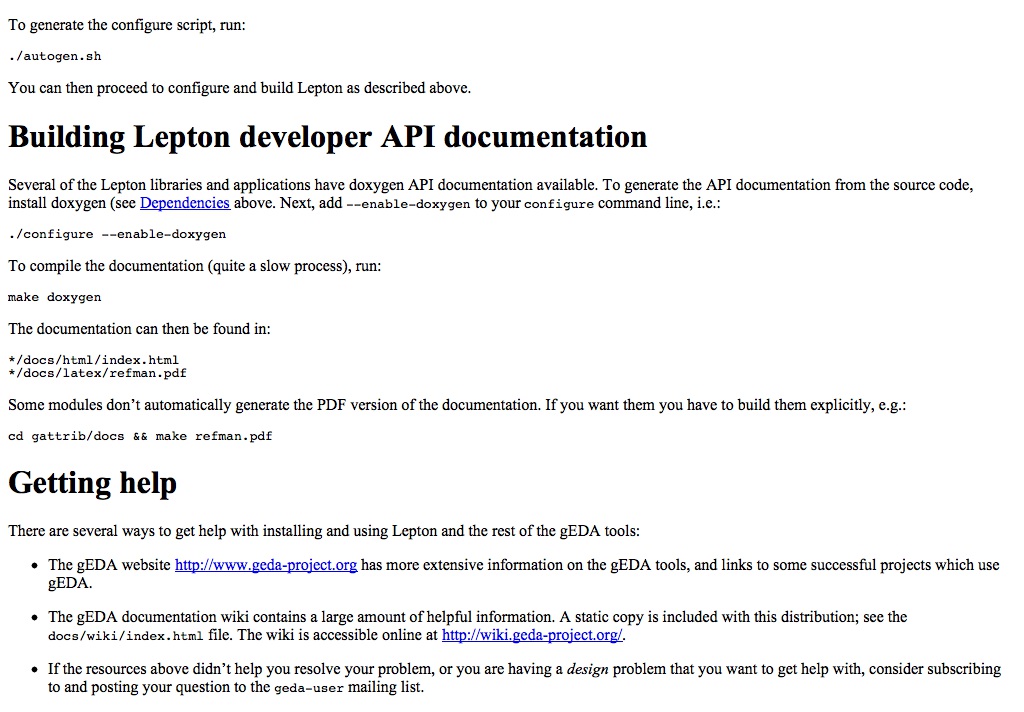 To generate the configure script, run:
./autogen.sh
You can then proceed to configure and build Lepton as described above.
Building Lepton developer API documentation
Several of the Lepton libraries and applications have doxygen API documentation available. To generate the API documentation from the source code,
install doxygen (see Dependencies above. Next, add --enable-doxygen to your configure command line, i.e.:
./configure --enable-doxygen
To compile the documentation (quite a slow process), run:
make doxygen
The documentation can then be found in:
*/docs/html/index.html
*/docs/latex/refman.pdf
Some modules don’t automatically generate the PDF version of the documentation. If you want them you have to build them explicitly, e.g.:
cd gattrib/docs && make refman.pdf
Getting help
There are several ways to get help with installing and using Lepton and the rest of the gEDA tools:
• The gEDA website http://www.geda-project.org has more extensive information on the gEDA tools, and links to some successful projects which use
gEDA.
• The gEDA documentation wiki contains a large amount of helpful information. A static copy is included with this distribution; see the
docs/wiki/index.html file. The wiki is accessible online at http://wiki.geda-project.org/.
• If the resources above didn’t help you resolve your problem, or you are having a design problem that you want to get help with, consider subscribing
to and posting your question to the geda-user mailing list.